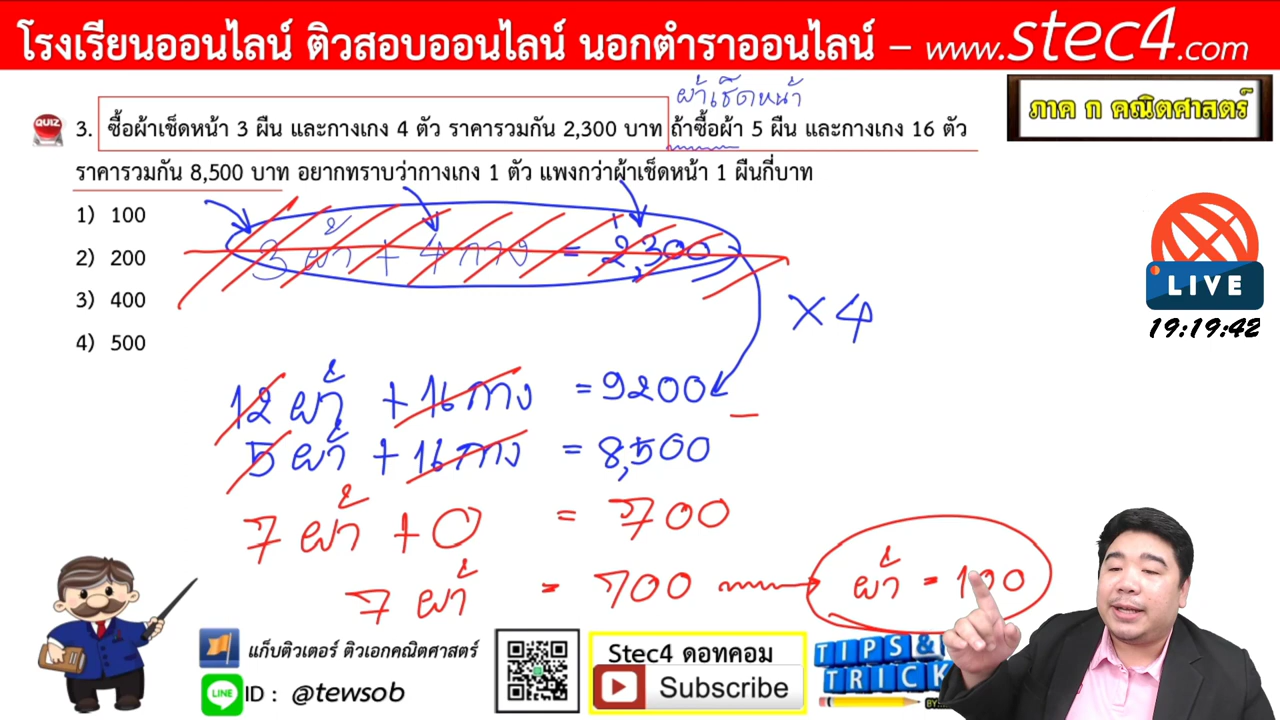 โรงเรียนออนไลน์ ติวสอบออนไลน์ นอกตำราออนไลน์ – www.stec4.com
ภาค ก คณิตศาสตร์
ผ้าเช็ดหน้า
QUIZ 3. ซื้อผ้าเช็ดหน้า 3 ผืน และกางเกง 4 ตัว ราคารวมกัน 2,300 บาท ถ้าซื้อผ้า 5 ผืน และกางเกง 16 ตัว
ราคารวมกัน 8,500 บาท อยากทราบว่ากางเกง 1 ตัว แพงกว่าผ้าเช็ดหน้า 1 ผืนกี่บาท
1) 100
2) 200
3) 400
4) 500
3 ผ้า + 4 กาง = 2,300
× 4
LIVE
19:19:42
12 ผ้า + 16 กาง = 9200
5 ผ้า + 16 กาง = 8,500
7 ผ้า + 0 = 700
7 ผ้า = 700
ผ้า = 100
แก็บติวเตอร์ ติวเอกคณิตศาสตร์
LINE ID : @tewsob
Stec4 ดอทคอม
Subscribe
TIPS &
TRICK
BY: